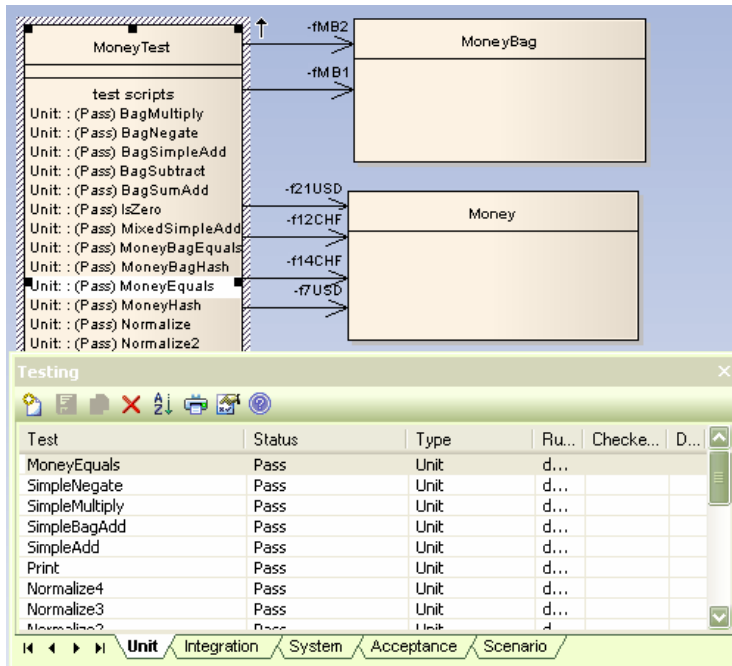 MoneyTest
-fMB2
MoneyBag
-fMB1
test scripts
Unit: : (Pass) BagMultiply
Unit: : (Pass) BagNegate
Unit: : (Pass) BagSimpleAdd
Unit: : (Pass) BagSubtract
Unit: : (Pass) BagSumAdd
Unit: : (Pass) IsZero
Unit: : (Pass) MixedSimpleAdd
Unit: : (Pass) MoneyBagEquals
Unit: : (Pass) MoneyBagHash
Unit: : (Pass) MoneyEquals
Unit: : (Pass) MoneyHash
Unit: : (Pass) Normalize
Unit: : (Pass) Normalize2
-f21USD
-f12CHF
-f14CHF
-f7USD
Money
Testing
Test Status Type Ru... Checke... D...
MoneyEquals Pass Unit d...
SimpleNegate Pass Unit d...
SimpleMultiply Pass Unit d...
SimpleBagAdd Pass Unit d...
SimpleAdd Pass Unit d...
Print Pass Unit d...
Normalize4 Pass Unit d...
Normalize3 Pass Unit d...
Normalize2 Pass Unit d...
Unit Integration System Acceptance Scenario